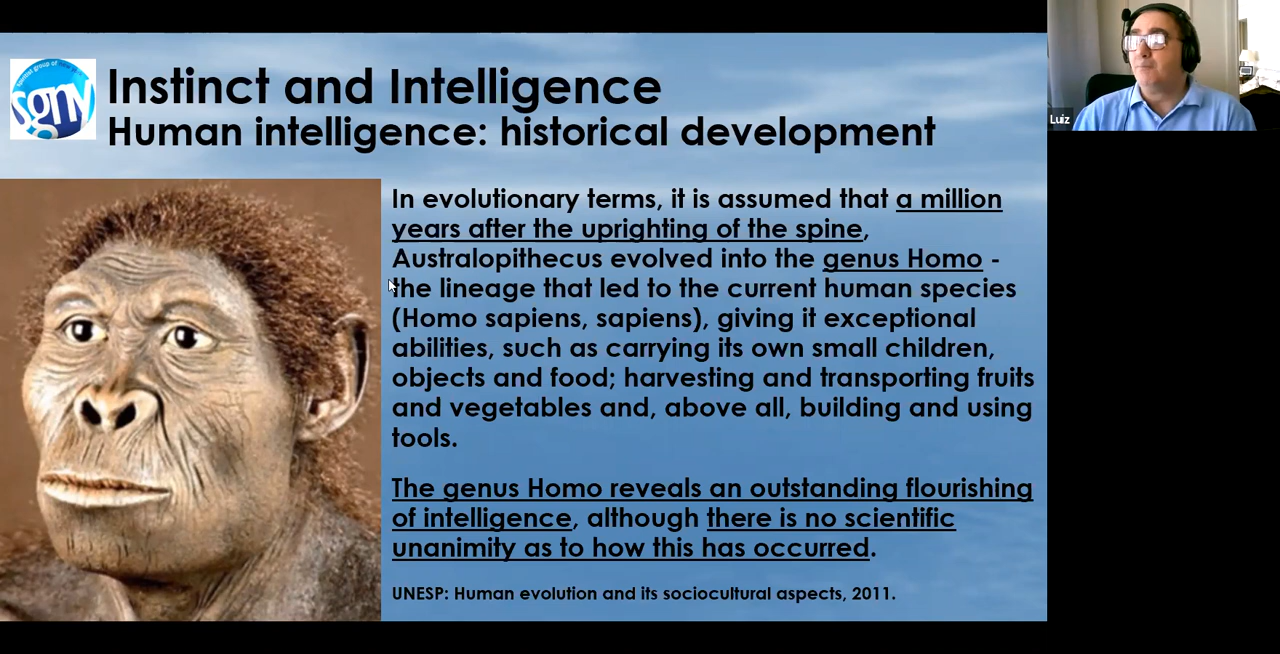 sgny
Instinct and Intelligence
Human intelligence: historical development
Luiz
In evolutionary terms, it is assumed that a million
years after the uprighting of the spine,
Australopithecus evolved into the genus Homo -
the lineage that led to the current human species
(Homo sapiens, sapiens), giving it exceptional
abilities, such as carrying its own small children,
objects and food; harvesting and transporting fruits
and vegetables and, above all, building and using
tools.
The genus Homo reveals an outstanding flourishing
of intelligence, although there is no scientific
unanimity as to how this has occurred.
UNESP: Human evolution and its sociocultural aspects, 2011.